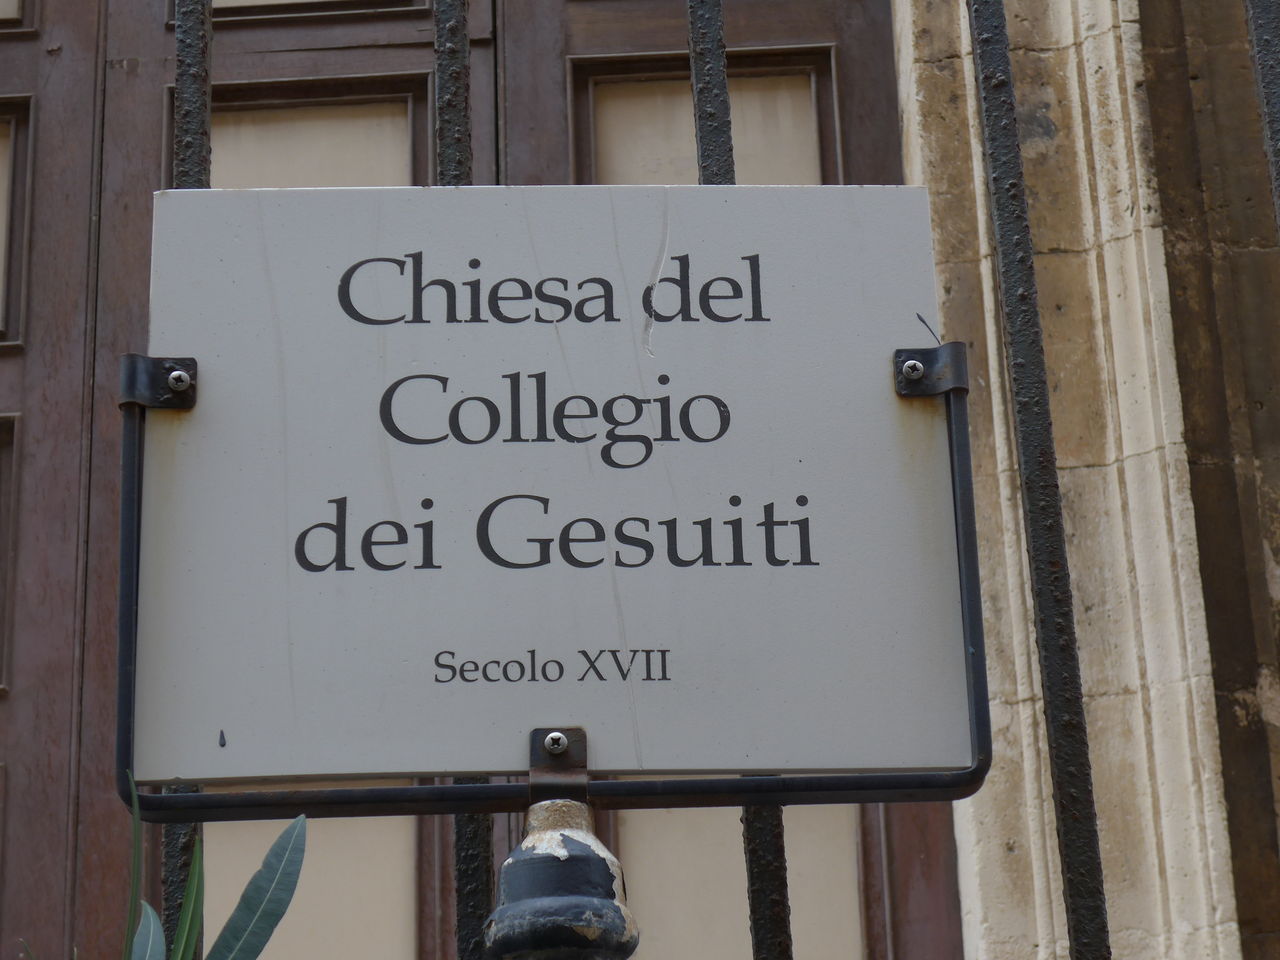 Chiesa del
Collegio
dei Gesuiti
Secolo XVII